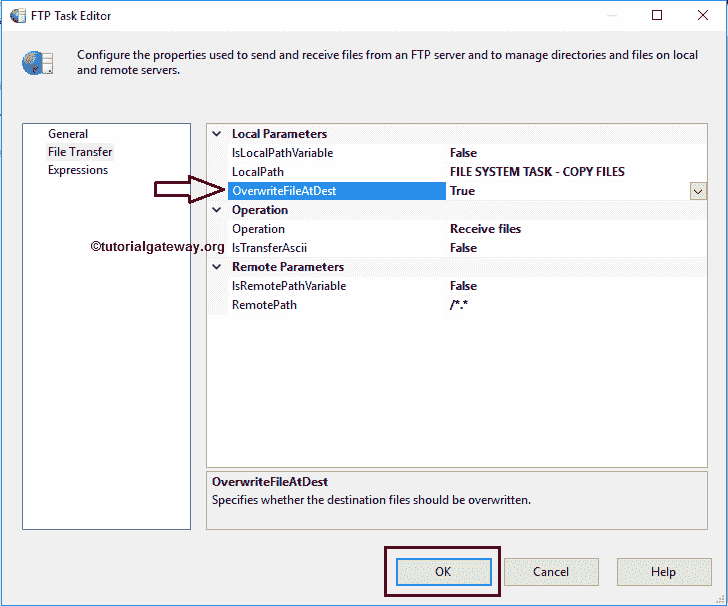 FTP Task Editor
Configure the properties used to send and receive files from an FTP server and to manage directories and files on local
and remote servers.
General
File Transfer
Expressions
Local Parameters
IsLocalPathVariable False
LocalPath FILE SYSTEM TASK - COPY FILES
OverwriteFileAtDest True
Operation
Operation Receive files
IsTransferAscii False
Remote Parameters
IsRemotePathVariable False
RemotePath /*.*
©tutorialgateway.org
OverwriteFileAtDest
Specifies whether the destination files should be overwritten.
OK Cancel Help